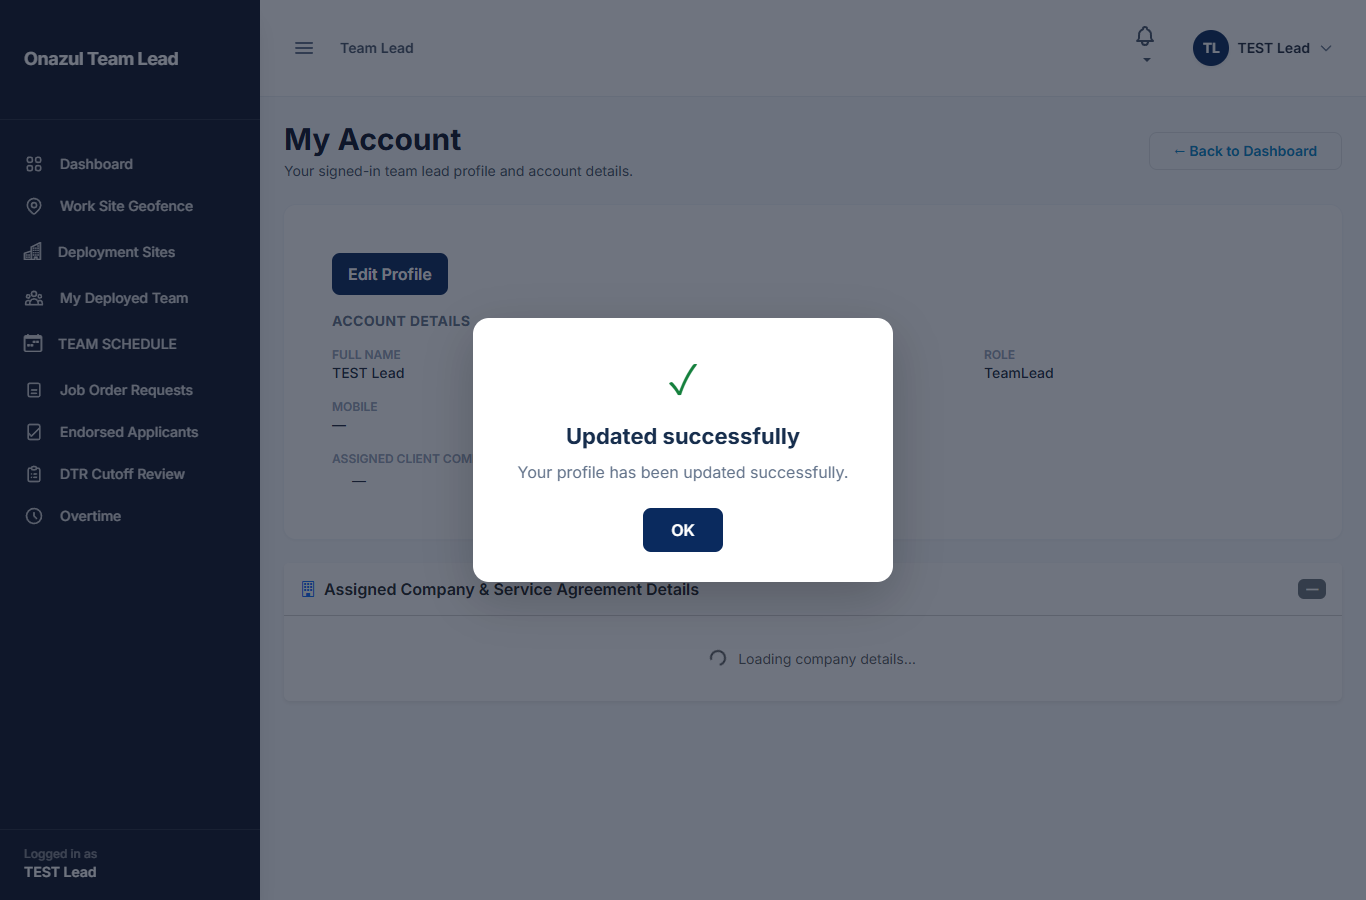 Onazul Team Lead
Dashboard
Work Site Geofence
Deployment Sites
My Deployed Team
TEAM SCHEDULE
Job Order Requests
Endorsed Applicants
DTR Cutoff Review
Overtime
Logged in as
TEST Lead
Team Lead
TL TEST Lead
My Account
Your signed-in team lead profile and account details.
← Back to Dashboard
Edit Profile
ACCOUNT DETAILS
FULL NAME
TEST Lead
ROLE
TeamLead
MOBILE
—
ASSIGNED CLIENT COM
—
Updated successfully
Your profile has been updated successfully.
OK
Assigned Company & Service Agreement Details
Loading company details...